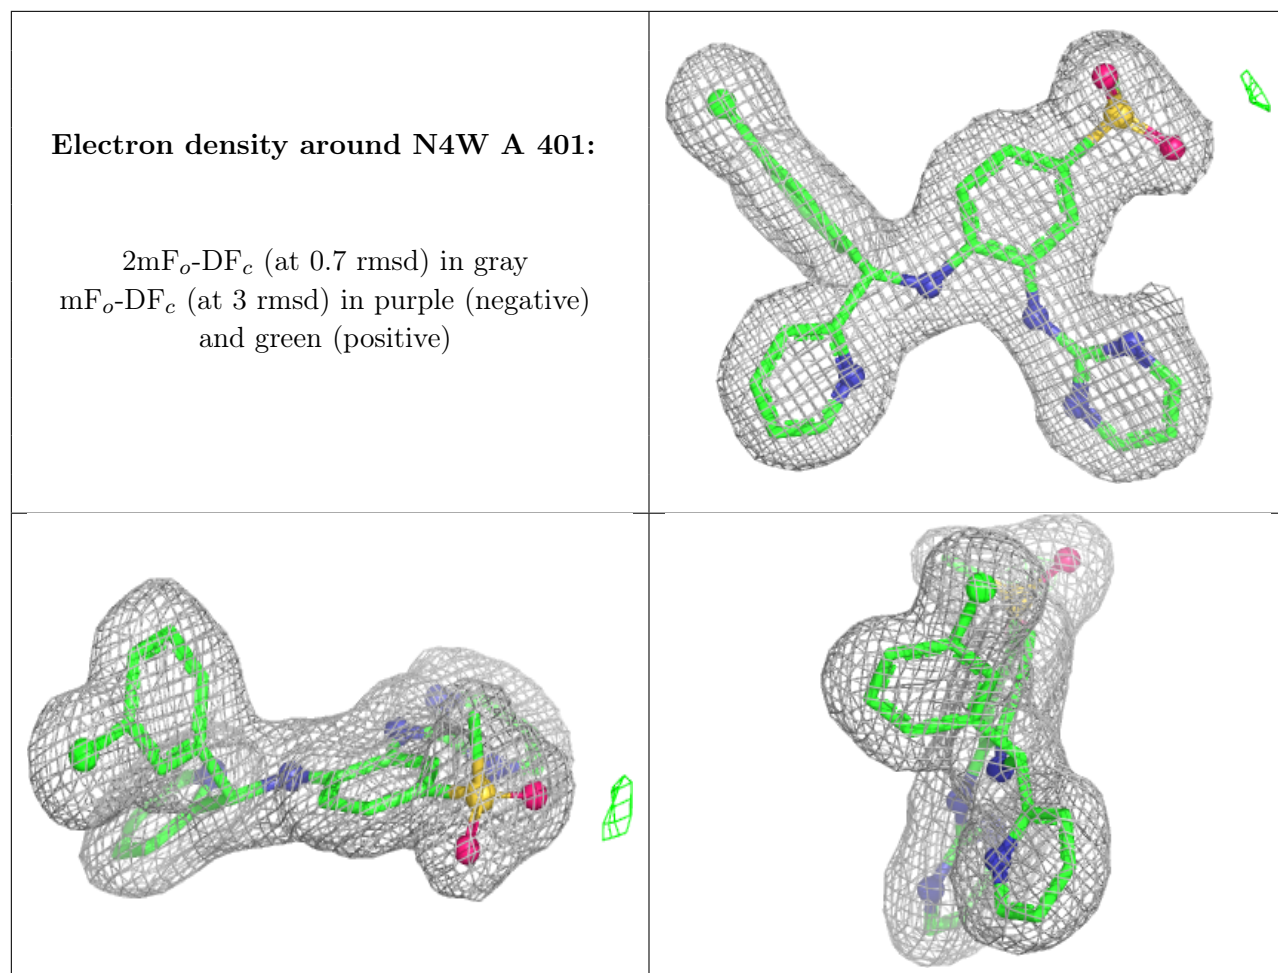 Electron density around N4W A 401:
2mFo-DFc (at 0.7 rmsd) in gray
mFo-DFc (at 3 rmsd) in purple (negative)
and green (positive)